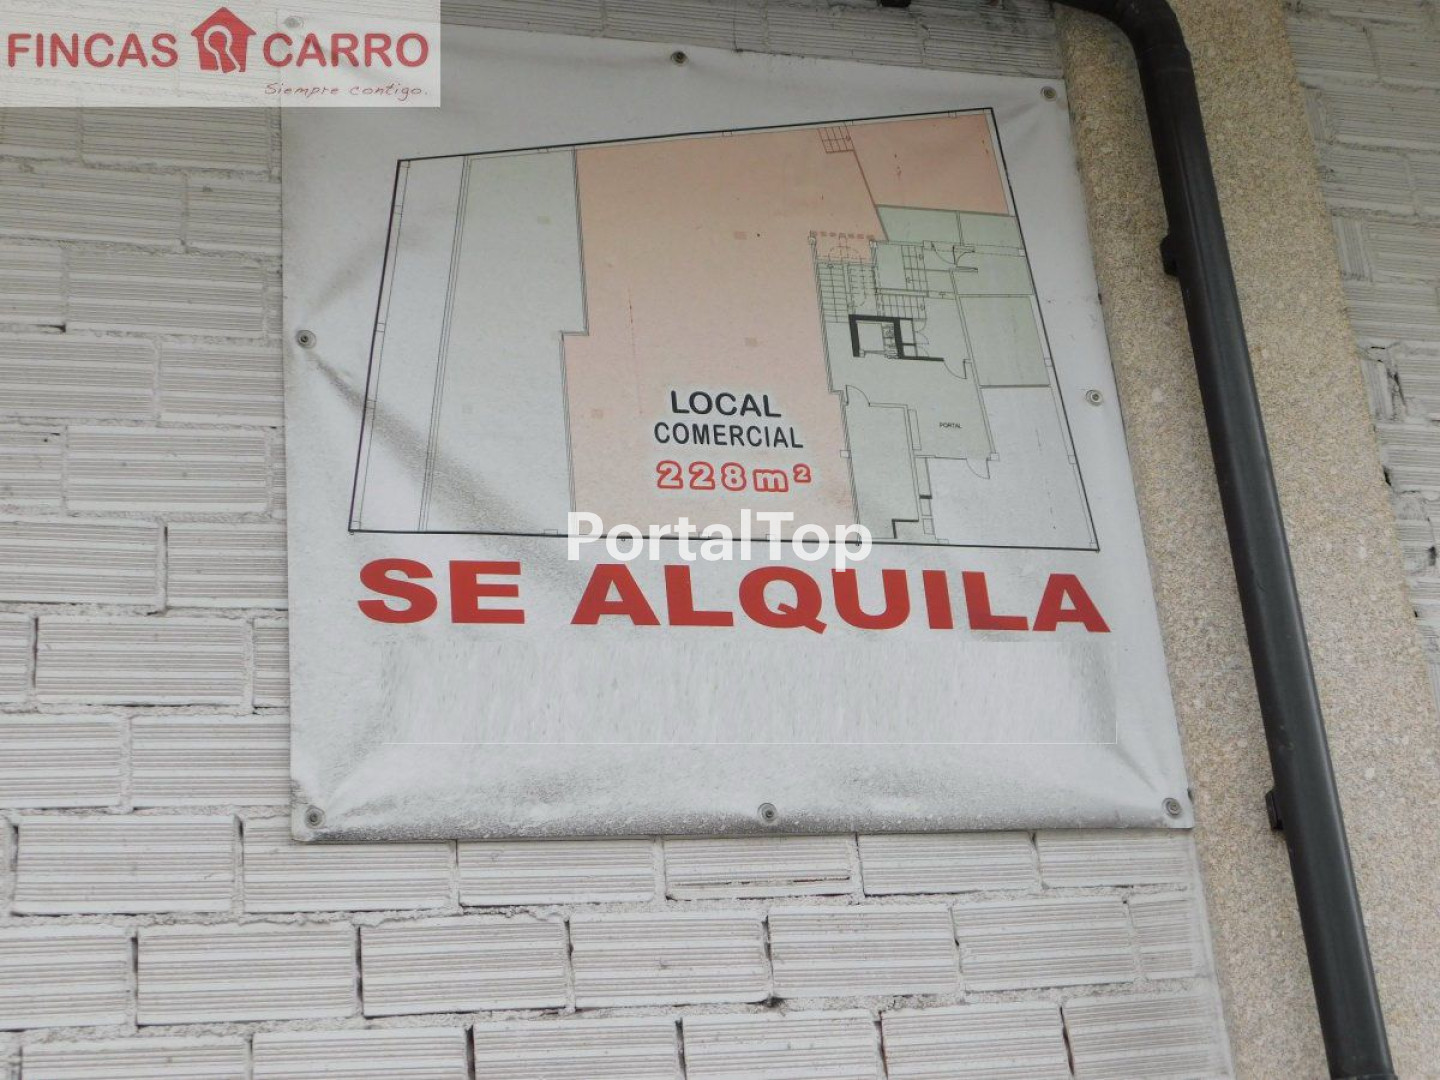 FINCAS CARRO
Siempre contigo.
PORTAL
LOCAL
COMERCIAL
228m²
PortalTop
SE ALQUILA